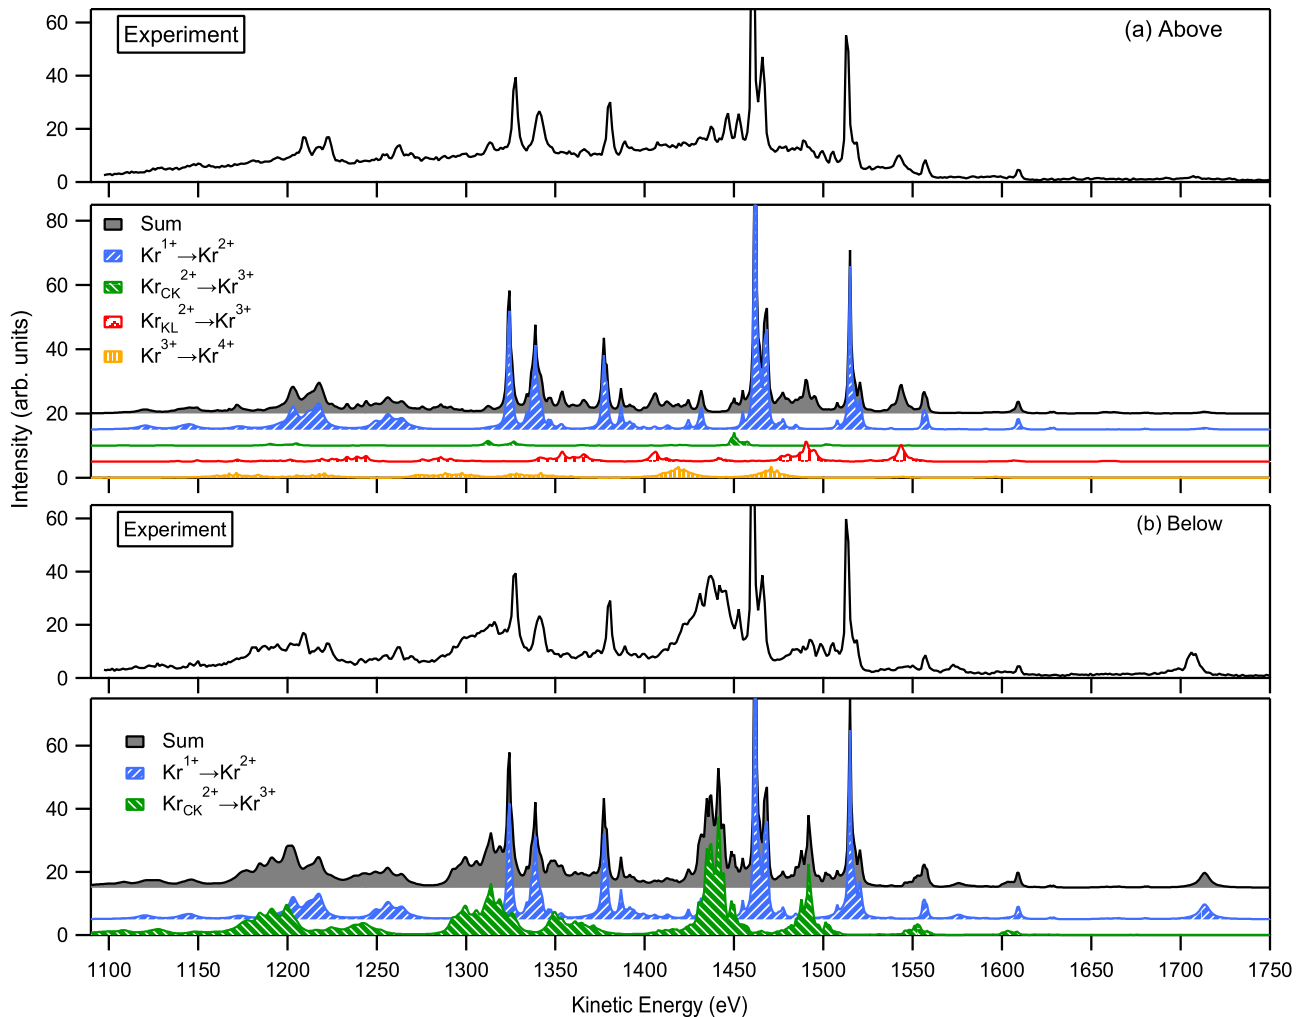 60
40
20
0
Experiment
(a) Above
80
60
40
20
0
Sum
Kr1+→Kr2+
KrCK2+→Kr3+
KrKL2+→Kr3+
Kr3+→Kr4+
Intensity (arb. units)
60
40
20
0
Experiment
(b) Below
60
40
20
0
Sum
Kr1+→Kr2+
KrCK2+→Kr3+
1100 1150 1200 1250 1300 1350 1400 1450 1500 1550 1600 1650 1700 1750
Kinetic Energy (eV)